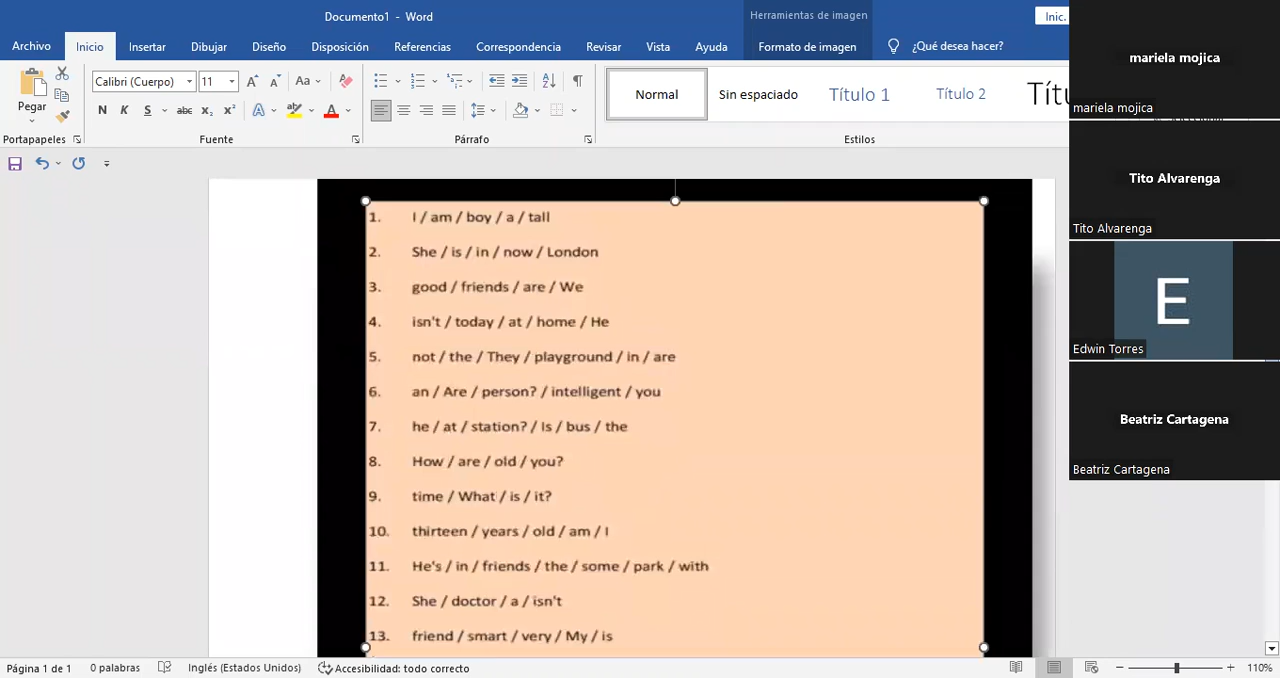 Documento1 - Word
Herramientas de imagen
Inic.
Archivo
Inicio
Insertar
Dibujar
Diseño
Disposición
Referencias
Correspondencia
Revisar
Vista
Ayuda
Formato de imagen
¿Qué desea hacer?
Pegar
Calibri (Cuerpo)
11
Aa
N K S abc x₂ x²
Normal
Sin espaciado
Título 1
Título 2
Portapapeles
Fuente
Párrafo
Estilos
1. I / am / boy / a / tall
2. She / is / in / now / London
3. good / friends / are / We
4. isn't / today / at / home / He
5. not / the / They / playground / in / are
6. an / Are / person? / intelligent / you
7. he / at / station? / Is / bus / the
8. How / are / old / you?
9. time / What / is / it?
10. thirteen / years / old / am / I
11. He's / in / friends / the / some / park / with
12. She / doctor / a / isn't
13. friend / smart / very / My / is
mariela mojica
mariela mojica
Tito Alvarenga
Tito Alvarenga
E
Edwin Torres
Beatriz Cartagena
Beatriz Cartagena
Página 1 de 1
0 palabras
Inglés (Estados Unidos)
Accesibilidad: todo correcto
110%